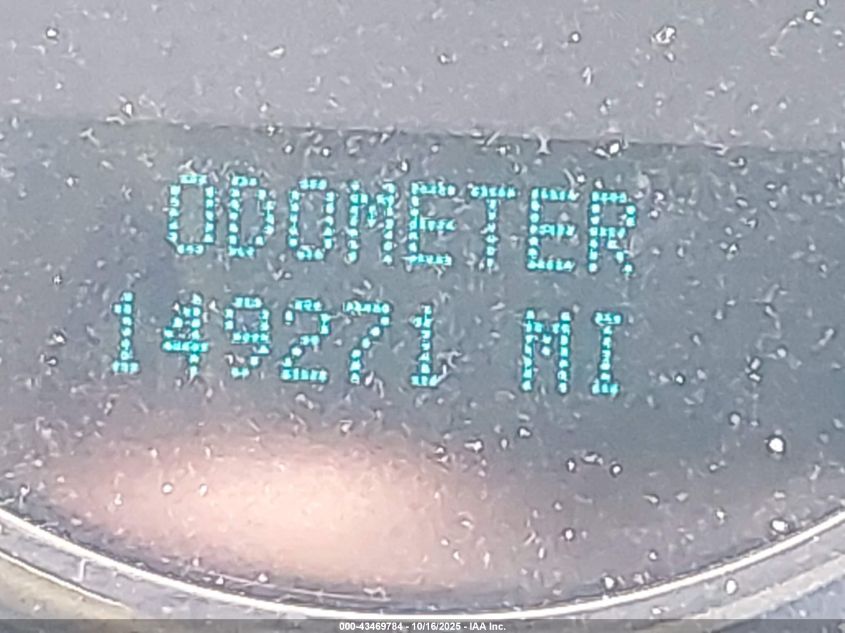 ODOMETER
149271 MI
000-43469784 - 10/16/2025 - IAA Inc.